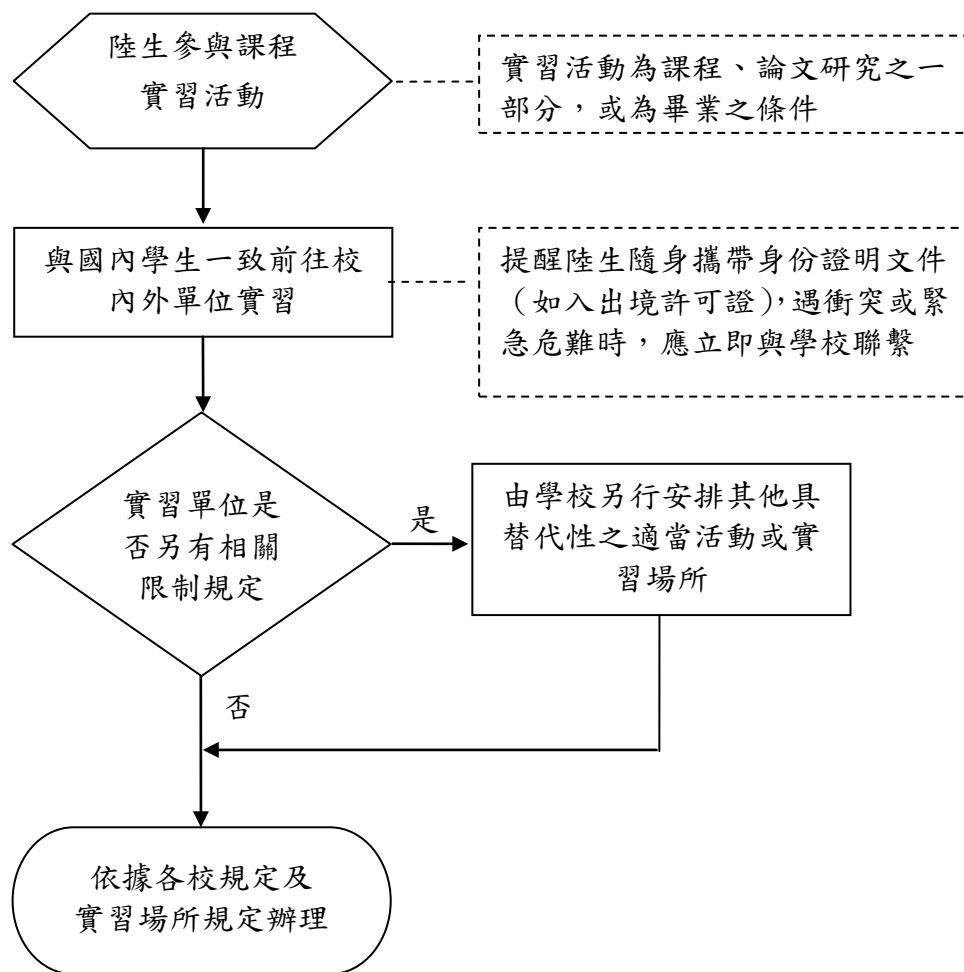 陸生參與課程
實習活動
實習活動為課程、論文研究之一
部分，或為畢業之條件
與國內學生一致前往校
內外單位實習
提醒陸生隨身攜帶身份證明文件
（如入出境許可證），遇衝突或緊
急危難時，應立即與學校聯繫
實習單位是
否另有相關
限制規定
是
由學校另行安排其他具
替代性之適當活動或實
習場所
否
依據各校規定及
實習場所規定辦理